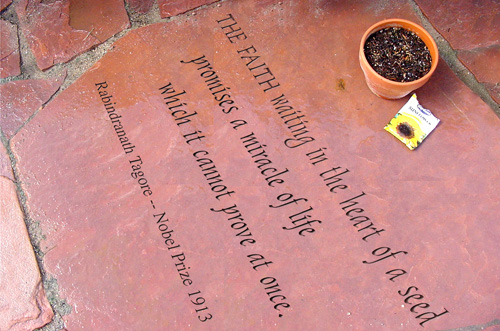 THE FAITH waiting in the heart of a seed
promises a miracle of life
which it cannot prove at once.
Rabindranath Tagore -- Nobel Prize 1913